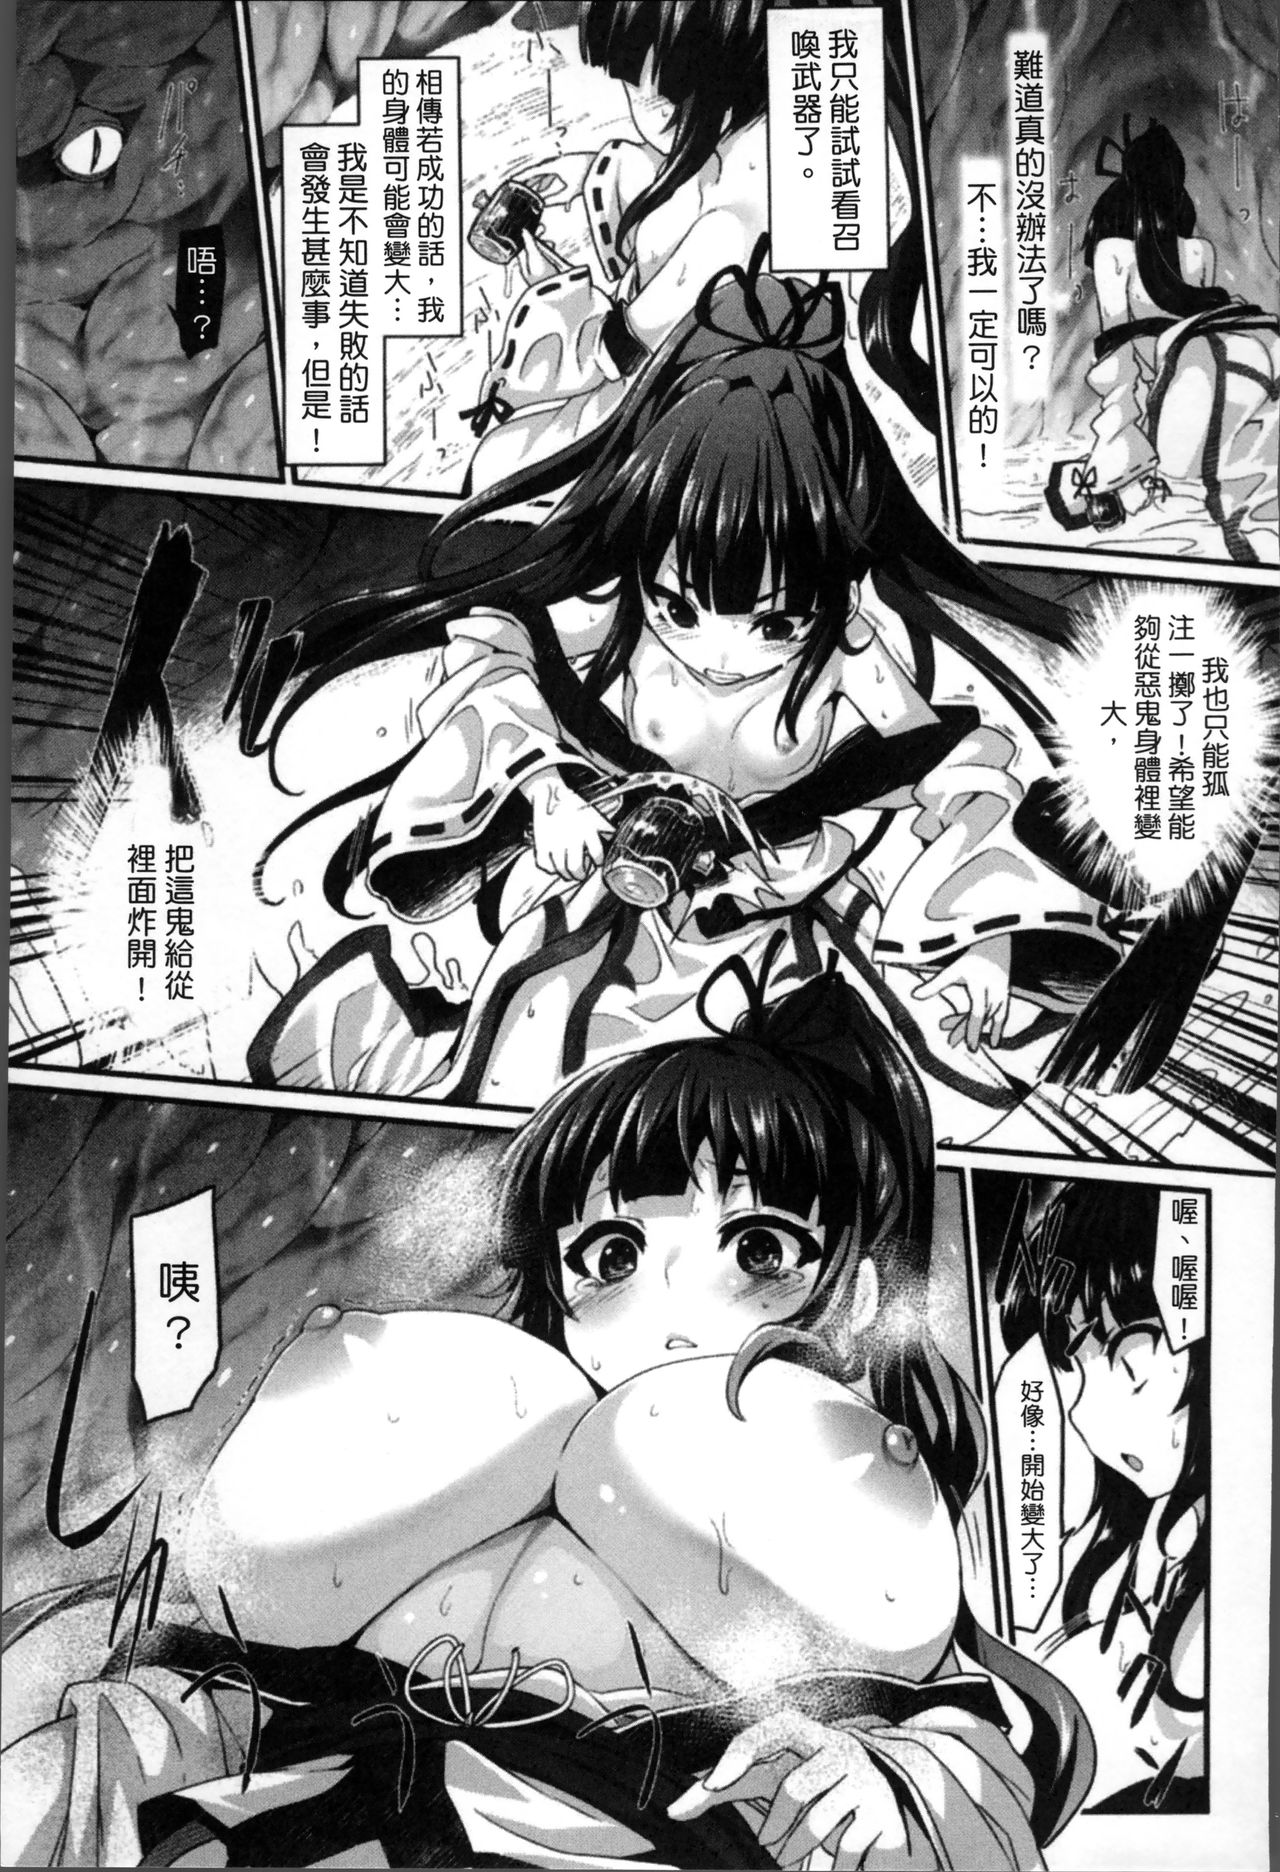 難道真的沒辦法了嗎？
不…我一定可以的！
我只能試試看召
喚武器了。
相傳若成功的話，我
的身體可能會變大…
我是不知道失敗的話
會發生甚麼事，但是！
パチ…
唔…？
我也只能孤
注一擲了！希望能
夠從惡鬼身體裡變
大，
把這鬼給從
裡面炸開！
喔、喔喔！
好像…開始變大了…
咦？